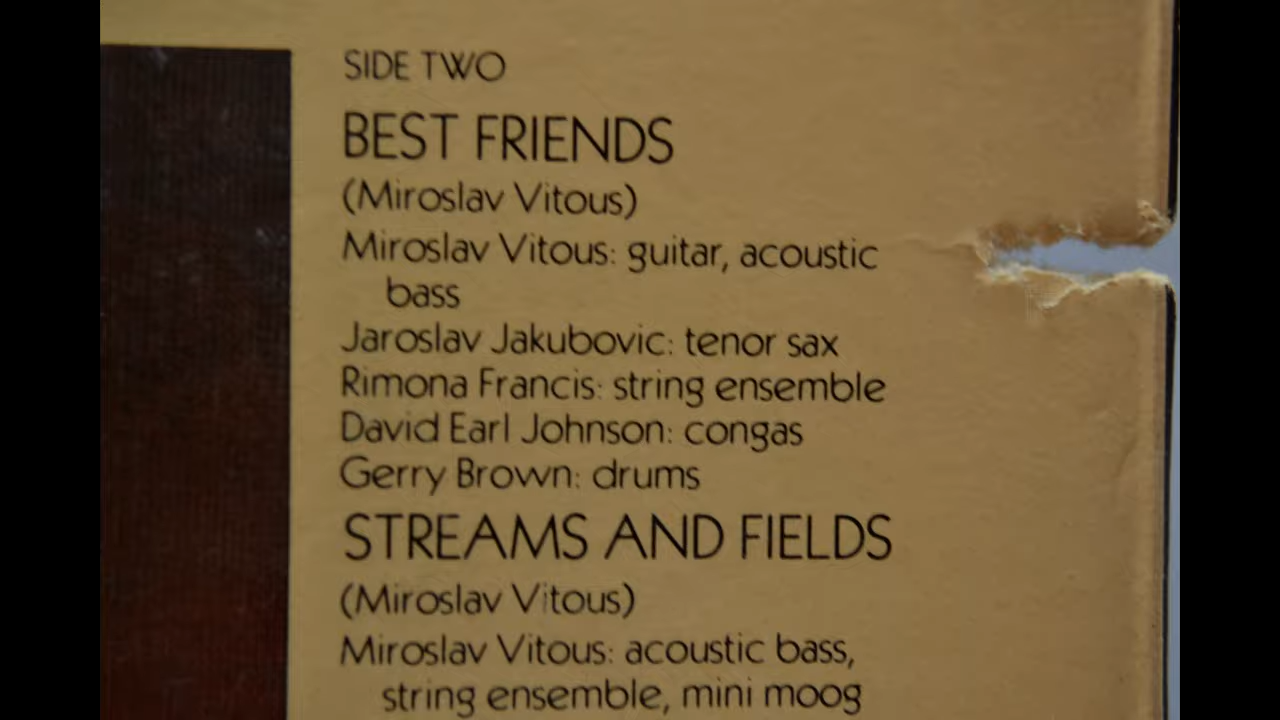 SIDE TWO
BEST FRIENDS
(Miroslav Vitous)
Miroslav Vitous: guitar, acoustic
bass
Jaroslav Jakubovic: tenor sax
Rimona Francis: string ensemble
David Earl Johnson: congas
Gerry Brown: drums
STREAMS AND FIELDS
(Miroslav Vitous)
Miroslav Vitous: acoustic bass,
string ensemble, mini moog